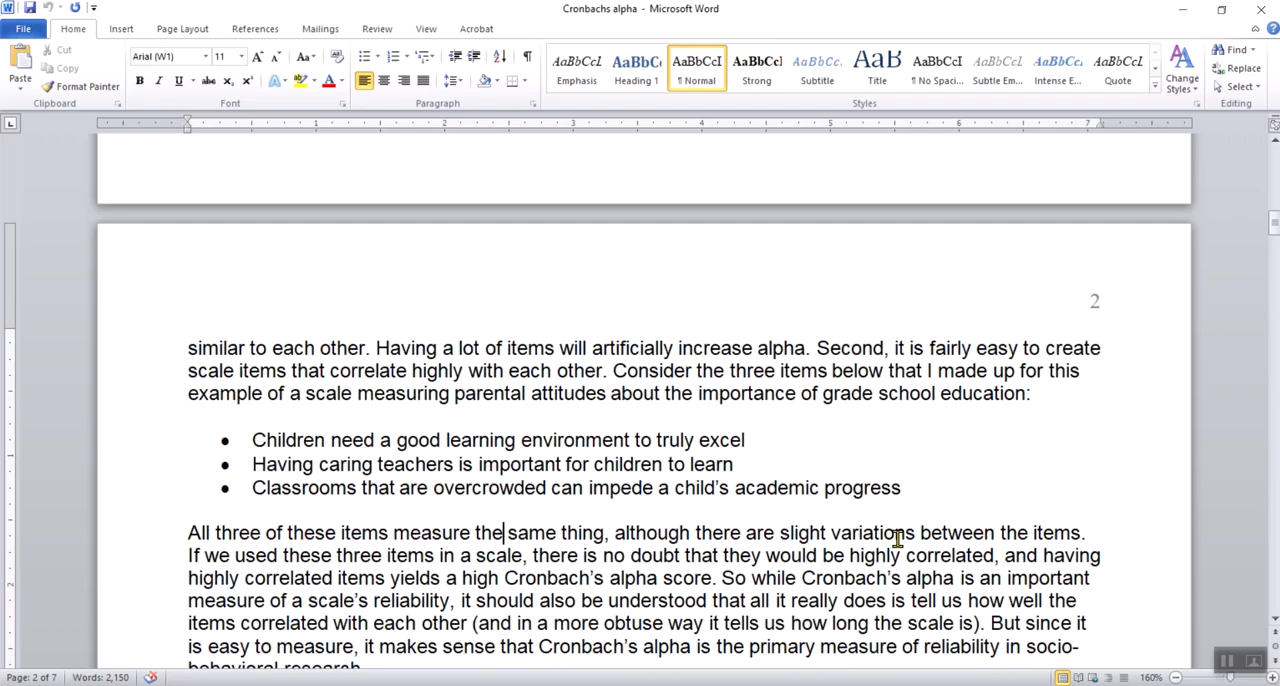 Cronbachs alpha - Microsoft Word
File Home Insert Page Layout References Mailings Review View Acrobat
Cut
Copy
Format Painter
Paste
Clipboard
Arial (W1) 11
Font
Paragraph
AaBbCcL AaBbCc AaBbCcI AaBbCc AaBbCc. AaB AaBbCcI AaBbCcL AaBbCcL AaBbCcI
Emphasis Heading 1 ¶ Normal Strong Subtitle Title ¶ No Spaci... Subtle Em... Intense E... Quote
Styles
Change Styles
Find
Replace
Select
Editing
1 2 3 4 5 6 7
2
similar to each other. Having a lot of items will artificially increase alpha. Second, it is fairly easy to create
scale items that correlate highly with each other. Consider the three items below that I made up for this
example of a scale measuring parental attitudes about the importance of grade school education:
• Children need a good learning environment to truly excel
• Having caring teachers is important for children to learn
• Classrooms that are overcrowded can impede a child's academic progress
All three of these items measure the same thing, although there are slight variations between the items.
If we used these three items in a scale, there is no doubt that they would be highly correlated, and having
highly correlated items yields a high Cronbach's alpha score. So while Cronbach's alpha is an important
measure of a scale's reliability, it should also be understood that all it really does is tell us how well the
items correlated with each other (and in a more obtuse way it tells us how long the scale is). But since it
is easy to measure, it makes sense that Cronbach's alpha is the primary measure of reliability in socio-
behavioral research.
Page: 2 of 7 Words: 2,150 160%